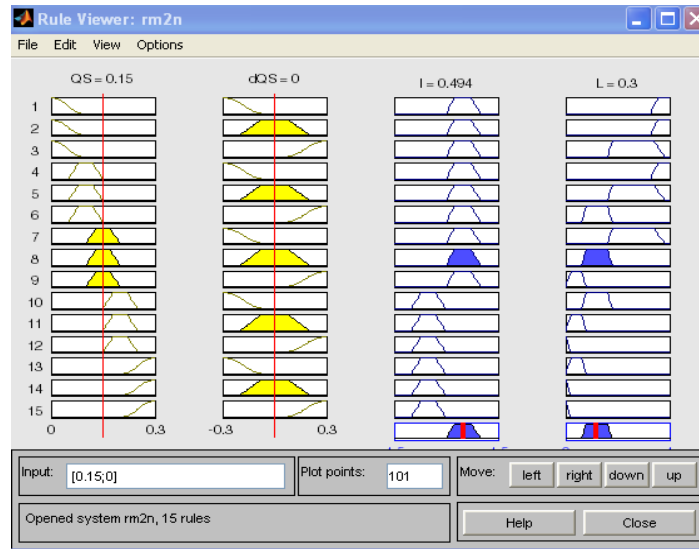 Rule Viewer: rm2n
File Edit View Options
QS = 0.15 dQS = 0 I = 0.494 L = 0.3
1
2
3
4
5
6
7
8
9
10
11
12
13
14
15
0 0.3 -0.3 0.3
Input: [0.15;0] Plot points: 101 Move: left right down up
Opened system rm2n, 15 rules Help Close